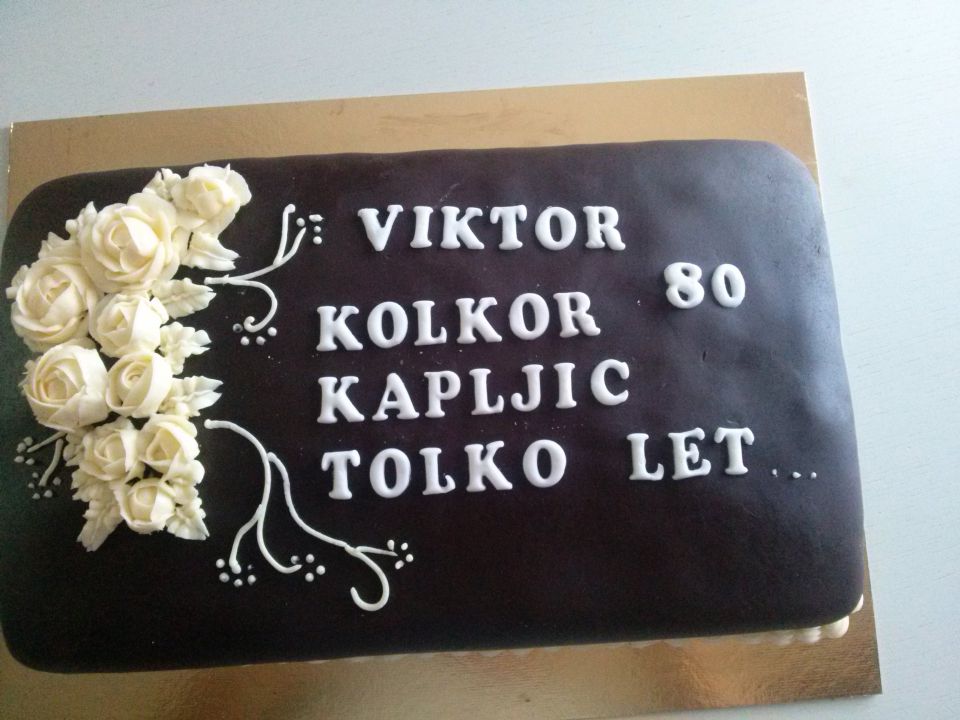 VIKTOR
80
KOLKOR
KAPLJIC
TOLKO LET...